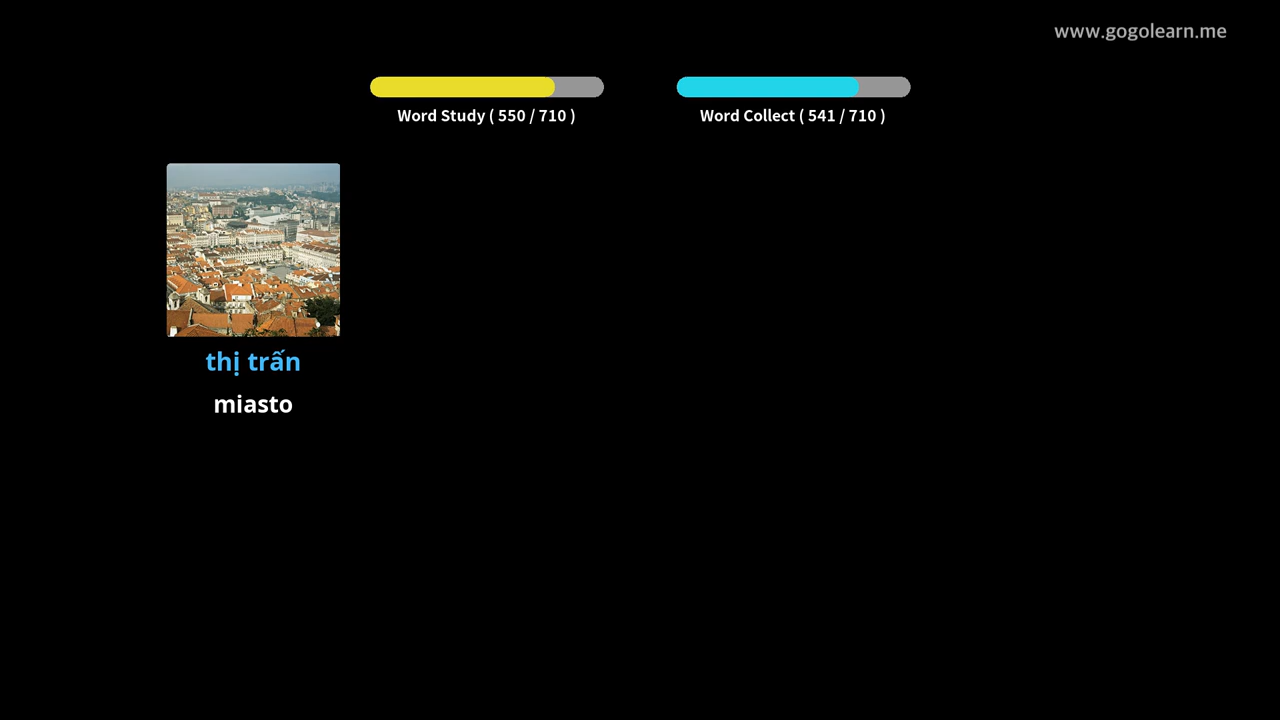 www.gogolearn.me
Word Study ( 550 / 710 )
Word Collect ( 541 / 710 )
thị trấn
miasto